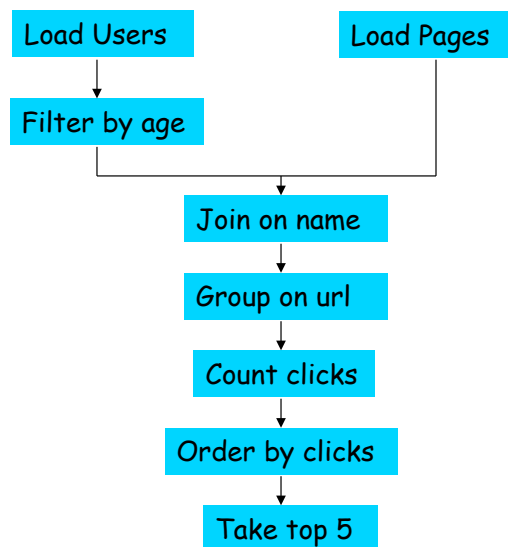 Load Users
Load Pages
Filter by age
Join on name
Group on url
Count clicks
Order by clicks
Take top 5